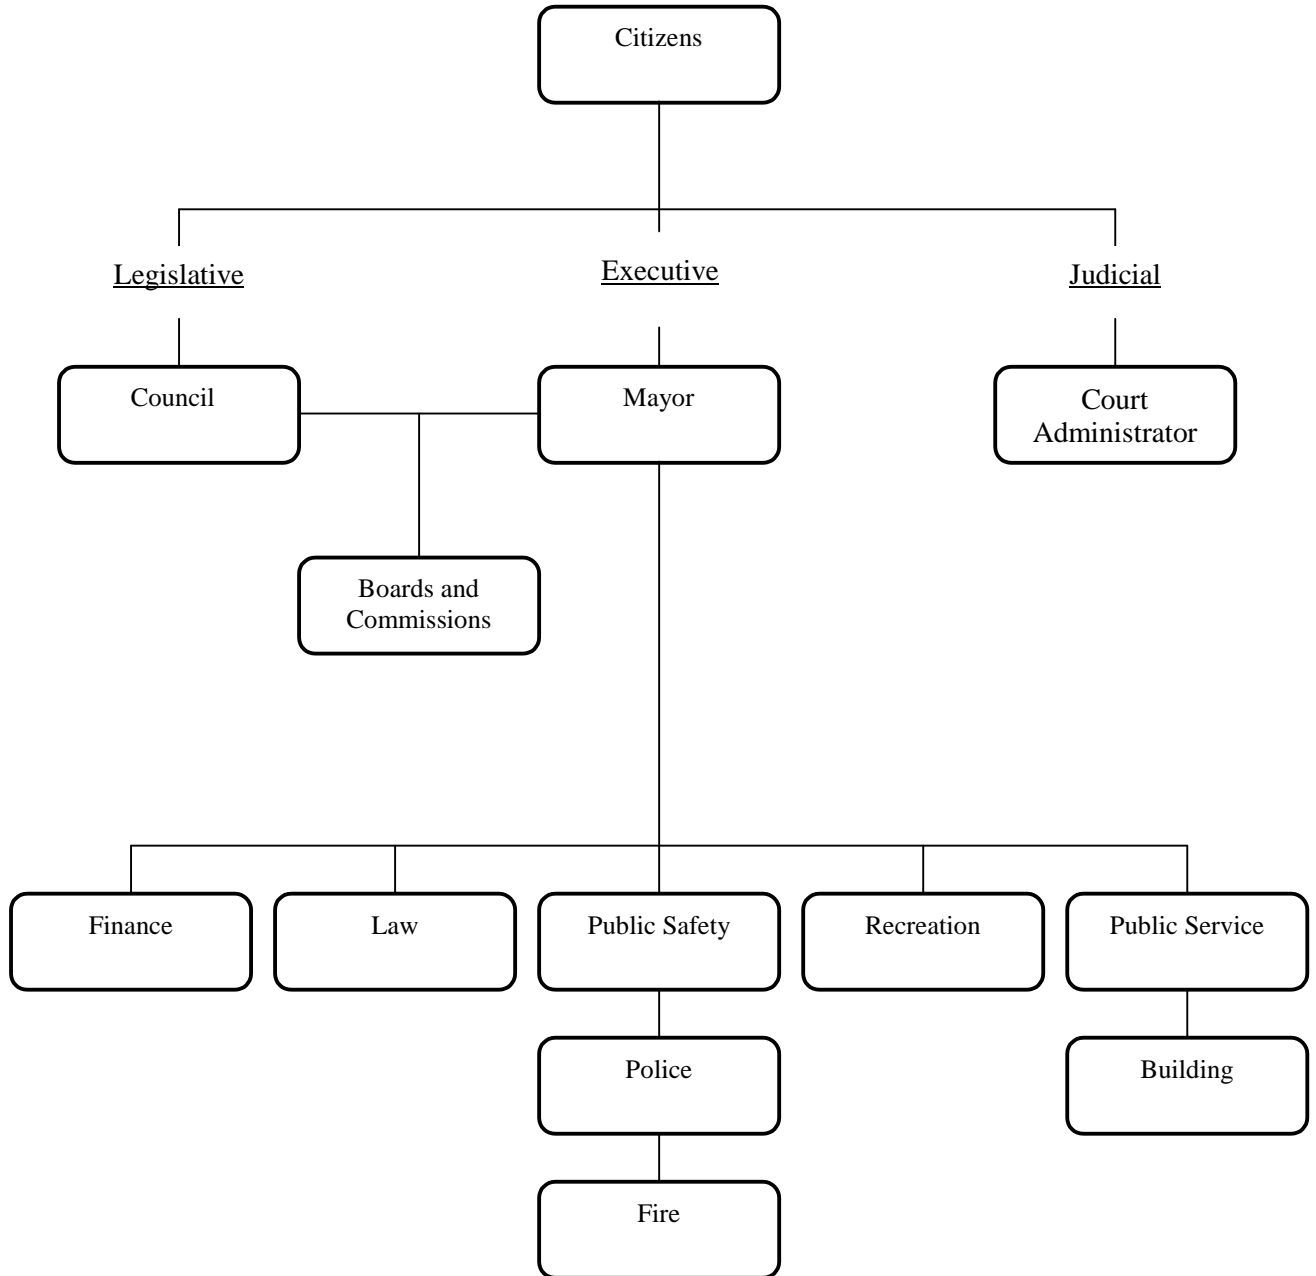 Citizens
Legislative
Executive
Judicial
Council
Mayor
Court
Administrator
Boards and
Commissions
Finance
Law
Public Safety
Recreation
Public Service
Police
Building
Fire